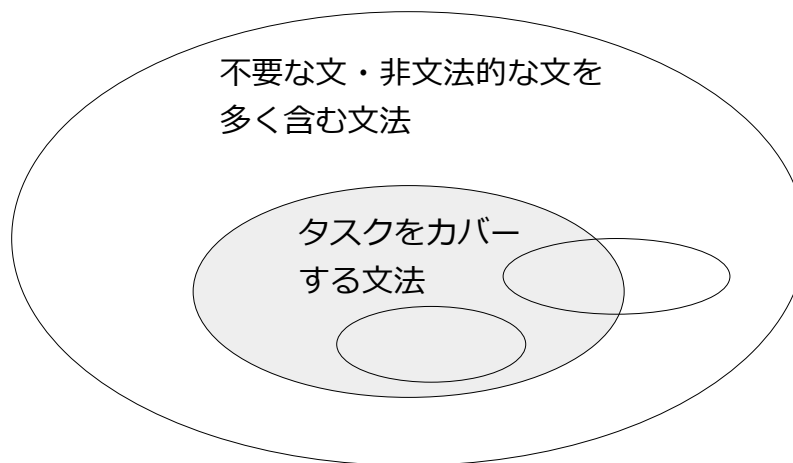 不要な文・非文法的な文を
多く含む文法
タスクをカバー
する文法